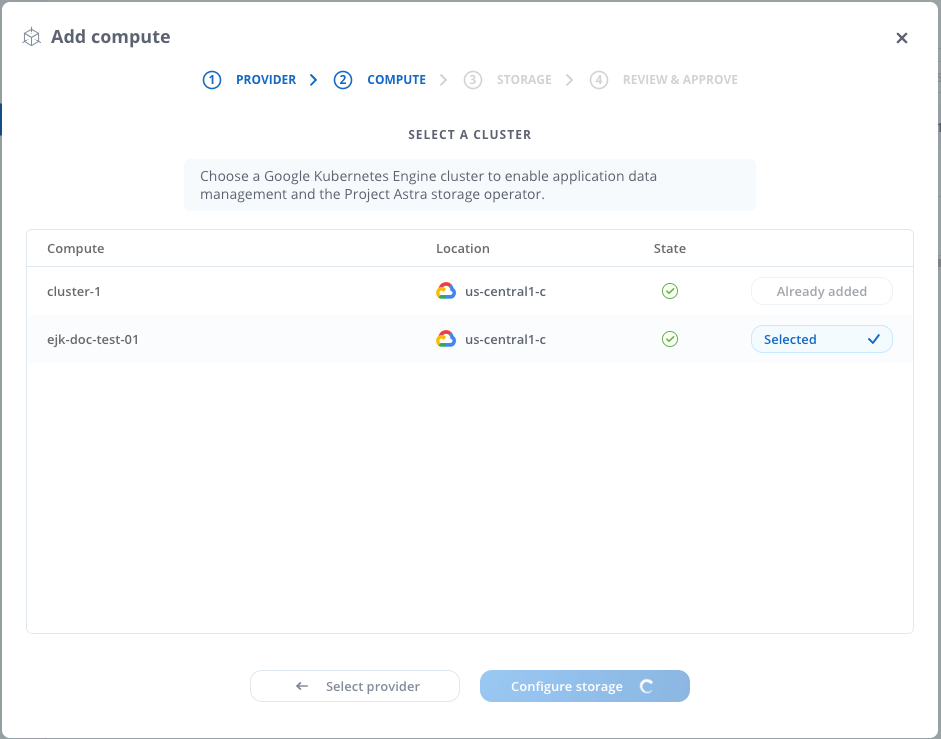 Add compute
1 PROVIDER 2 COMPUTE 3 STORAGE 4 REVIEW & APPROVE
SELECT A CLUSTER
Choose a Google Kubernetes Engine cluster to enable application data
management and the Project Astra storage operator.
Compute Location State
cluster-1 us-central1-c Already added
ejk-doc-test-01 us-central1-c Selected
Select provider Configure storage